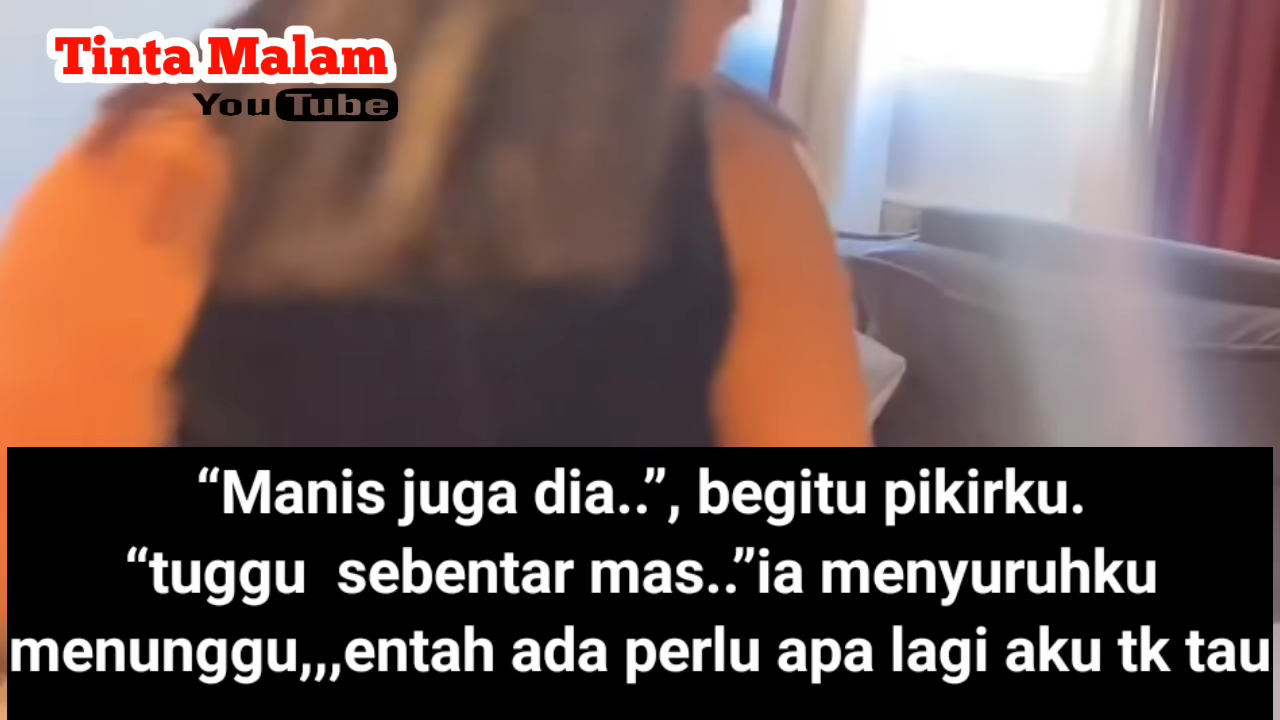 Tinta Malam
YouTube
“Manis juga dia..”, begitu pikirku.
“tuggu sebentar mas..”ia menyuruhku
menunggu,,,entah ada perlu apa lagi aku tk tau